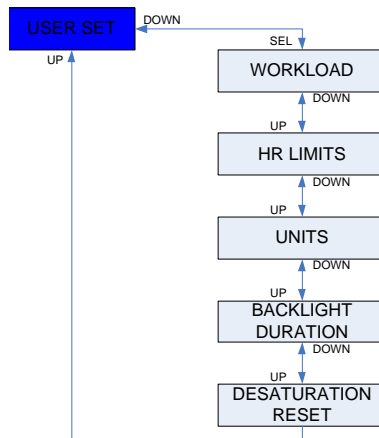 USER SET
DOWN
UP
SEL
WORKLOAD
DOWN
UP
HR LIMITS
DOWN
UP
UNITS
DOWN
UP
BACKLIGHT
DURATION
DOWN
UP
DESATURATION
RESET